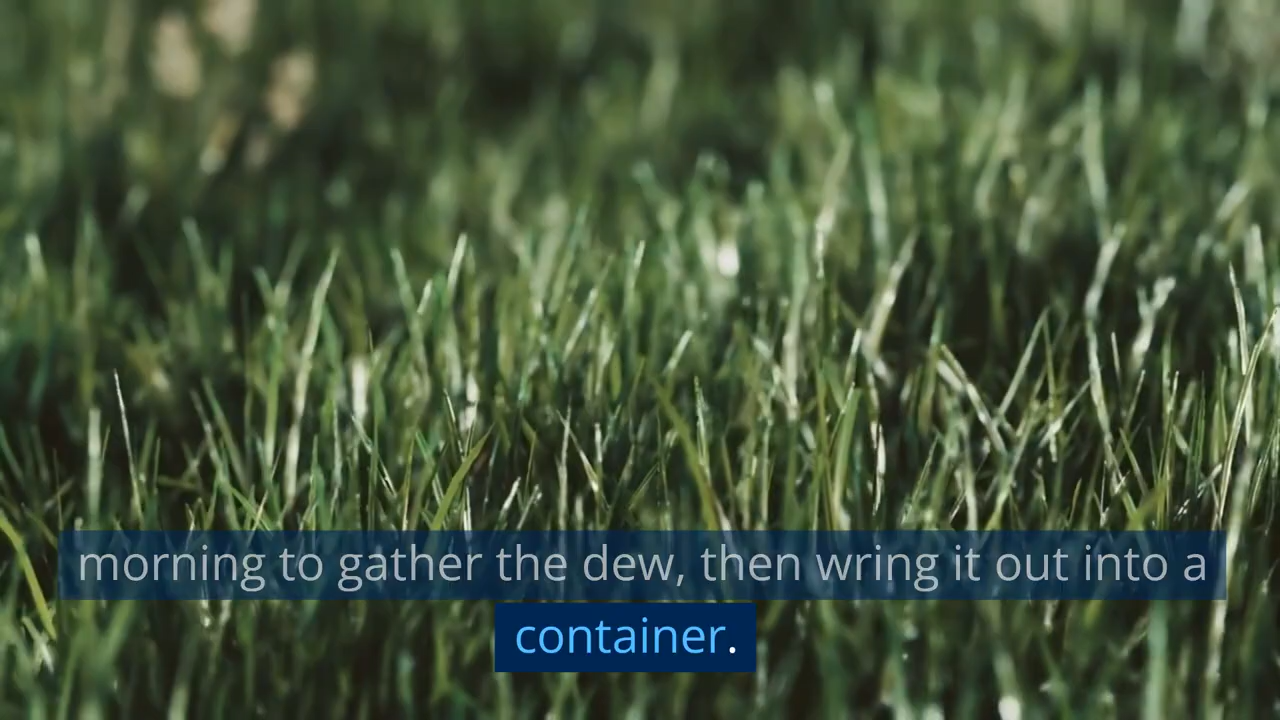 morning to gather the dew, then wring it out into a
container.